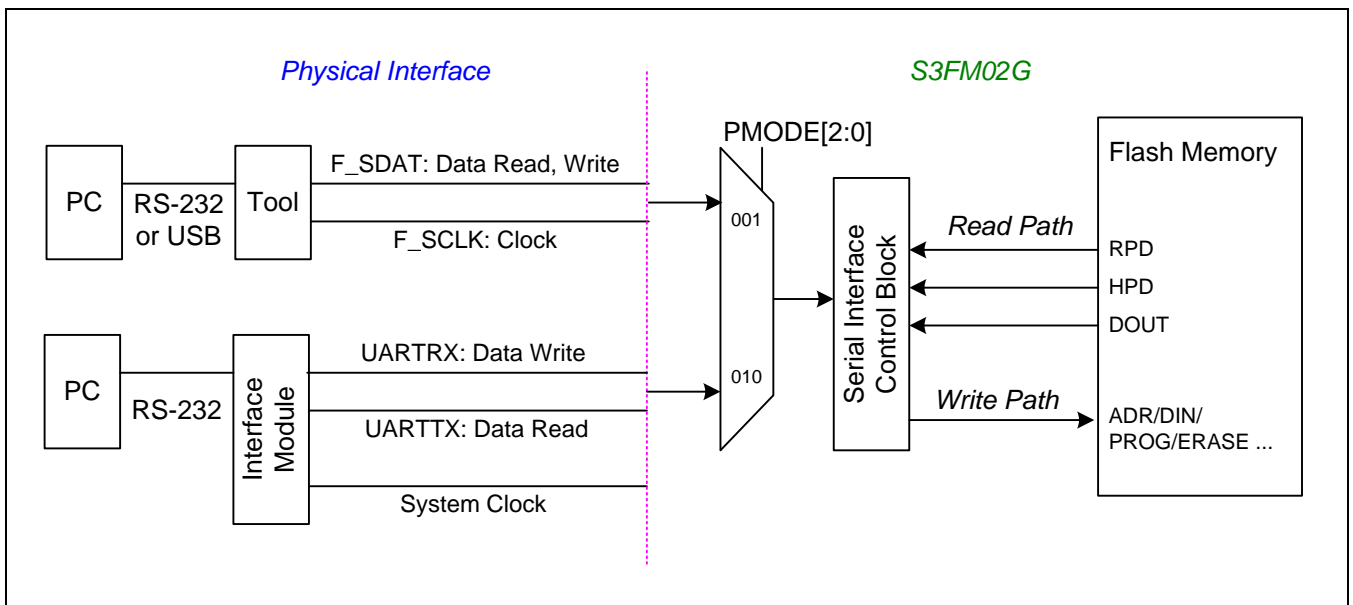 Physical Interface
S3FM02G
PMODE[2:0]
PC
RS-232
or USB
Tool
F_SDAT: Data Read, Write
F_SCLK: Clock
001
Serial Interface
Control Block
Read Path
Flash Memory
RPD
HPD
DOUT
PC
RS-232
Interface
Module
UARTRX: Data Write
UARTTX: Data Read
System Clock
010
Write Path
ADR/DIN/
PROG/ERASE ...